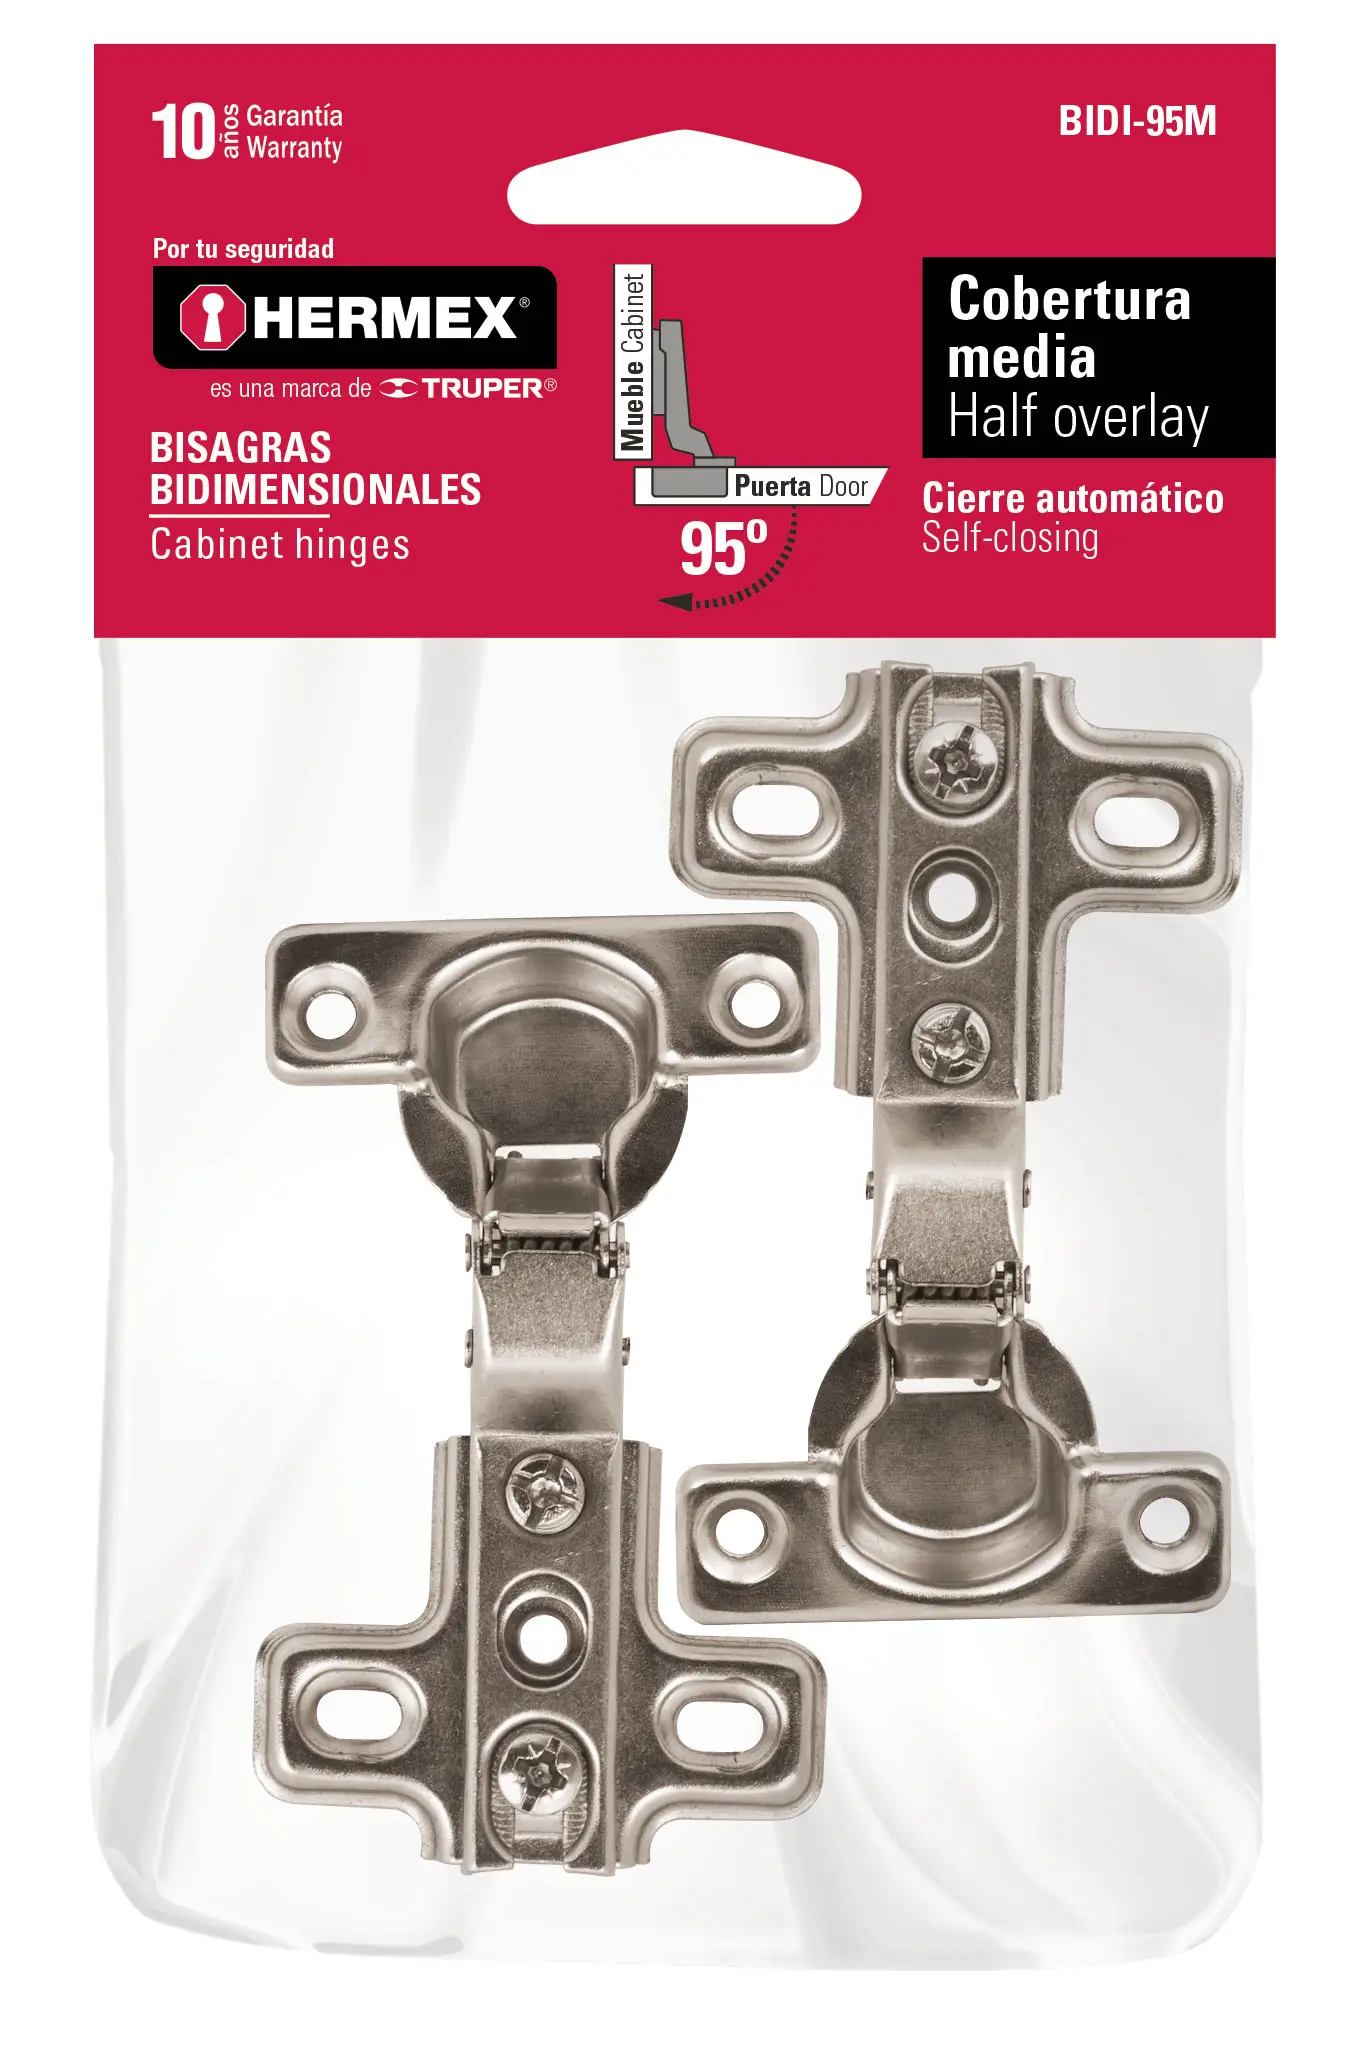 10 años Garantía
Warranty
BIDI-95M
Por tu seguridad
HERMEX®
es una marca de TRUPER®
BISAGRAS
BIDIMENSIONALES
Cabinet hinges
Mueble Cabinet
Puerta Door
95º
Cobertura
media
Half overlay
Cierre automático
Self-closing